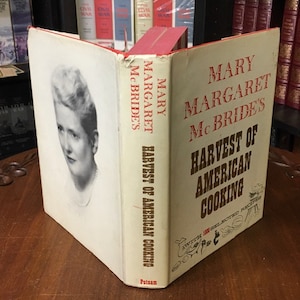 MARY
MARGARET
McBRIDE'S
HARVEST OF
AMERICAN
COOKING
MARY
MARGARET
McBRIDE'S
HARVEST OF AMERICAN COOKING
Putnam